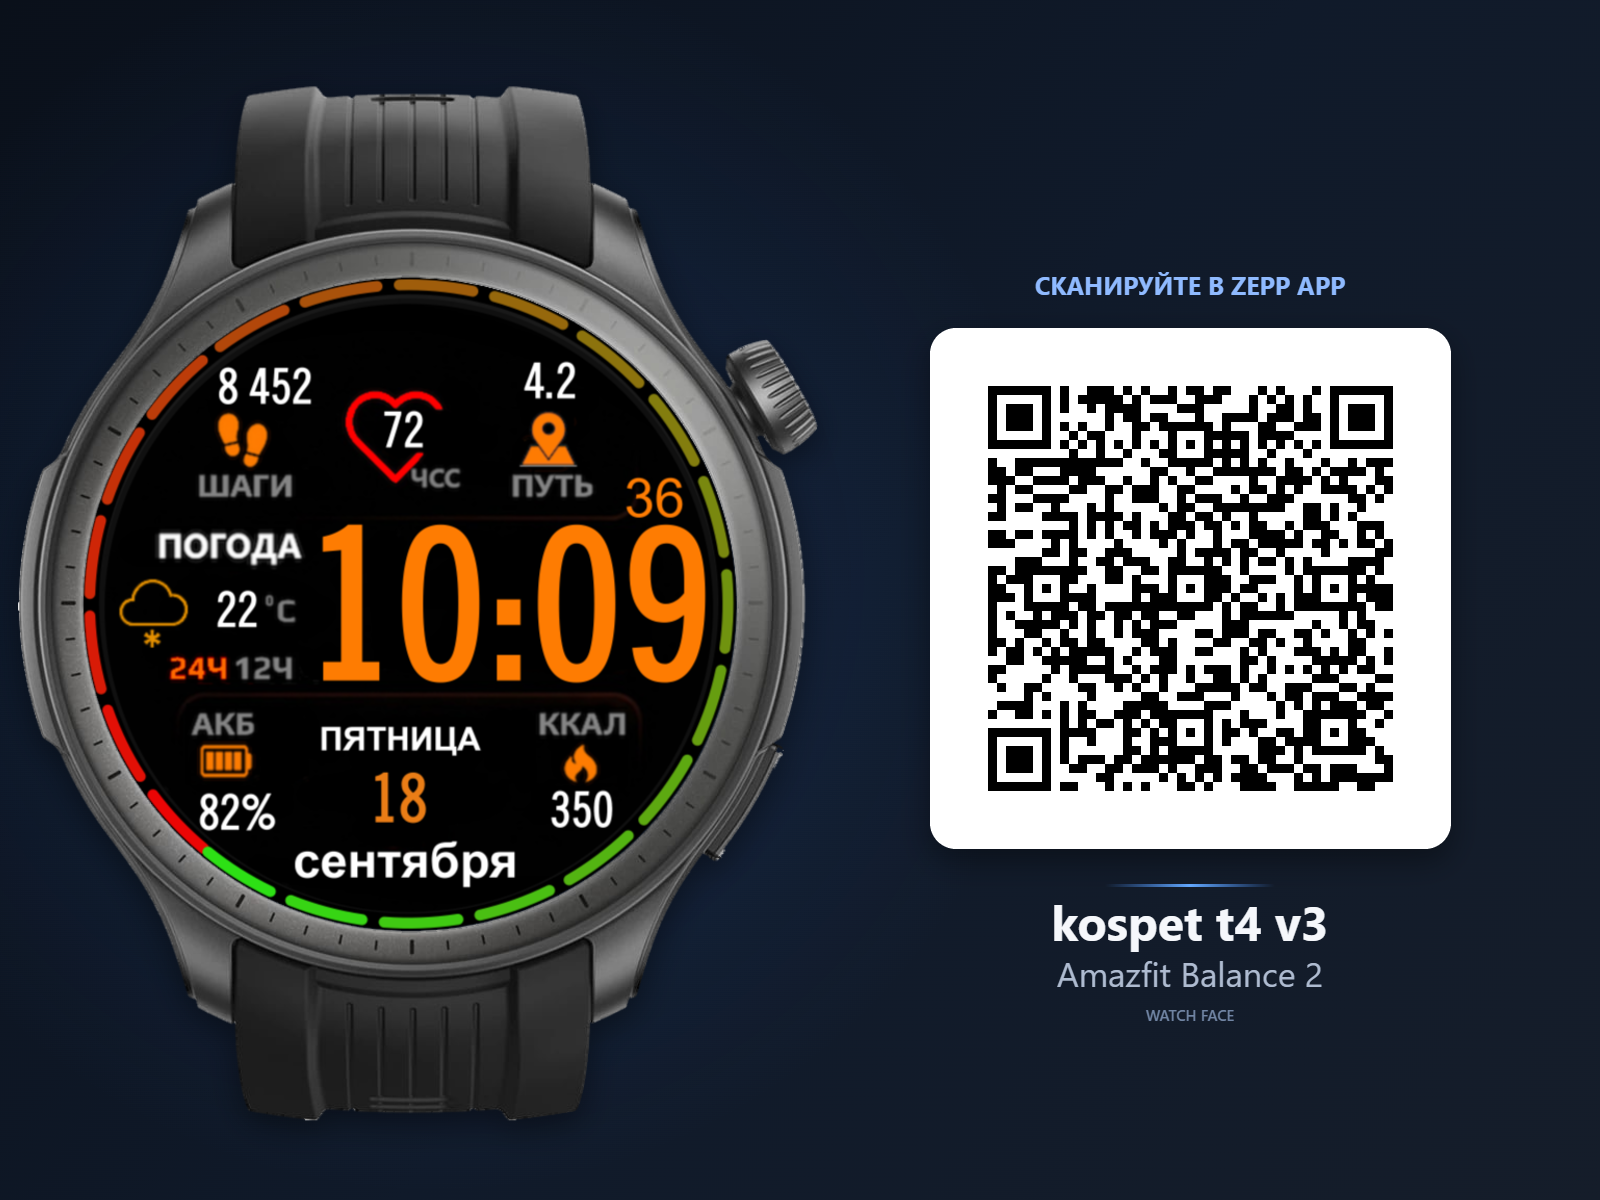 8 452
72
4.2
ШАГИ
ЧСС
ПУТЬ
36
ПОГОДА
10:09
22 °C
24Ч 12Ч
АКБ
ПЯТНИЦА
ККАЛ
18
82%
350
сентября
СКАНИРУЙТЕ В ZEPP APP
kospet t4 v3
Amazfit Balance 2
WATCH FACE